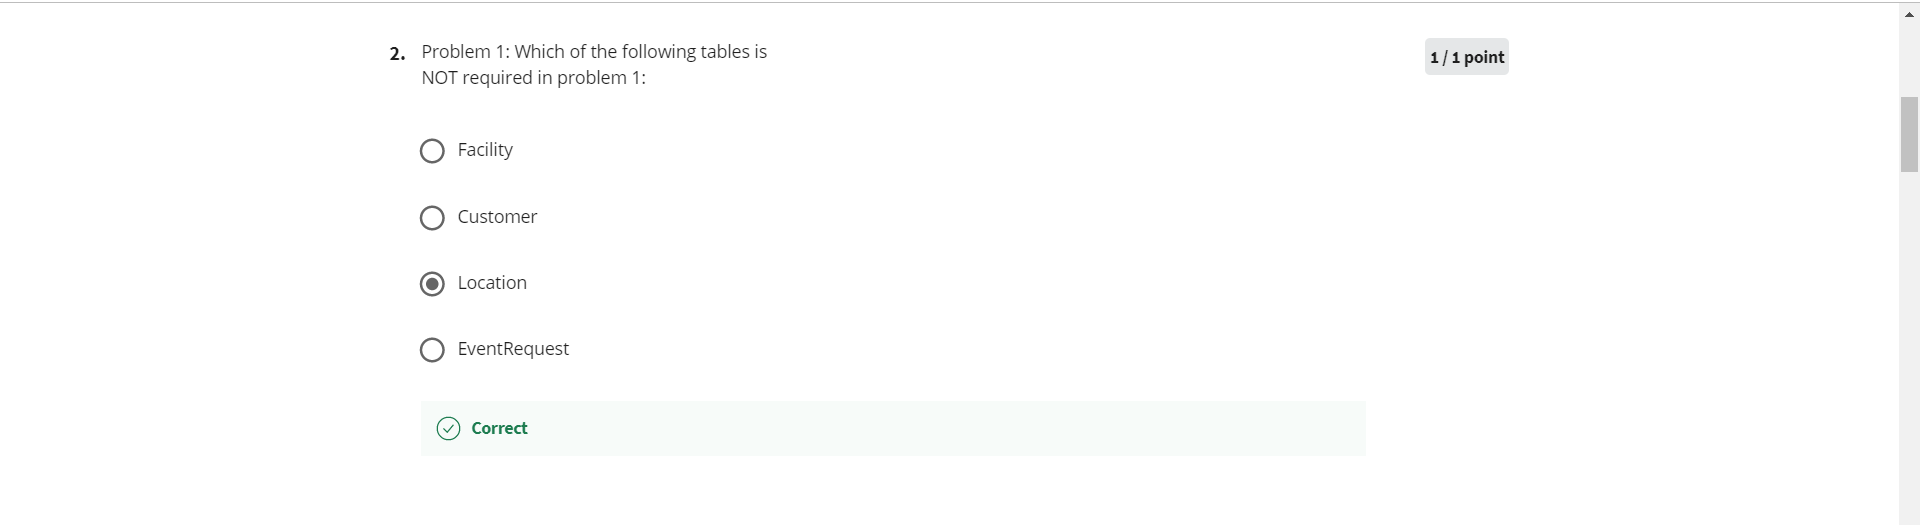 2. Problem 1: Which of the following tables is
NOT required in problem 1:
1 / 1 point
Facility
Customer
Location
EventRequest
Correct